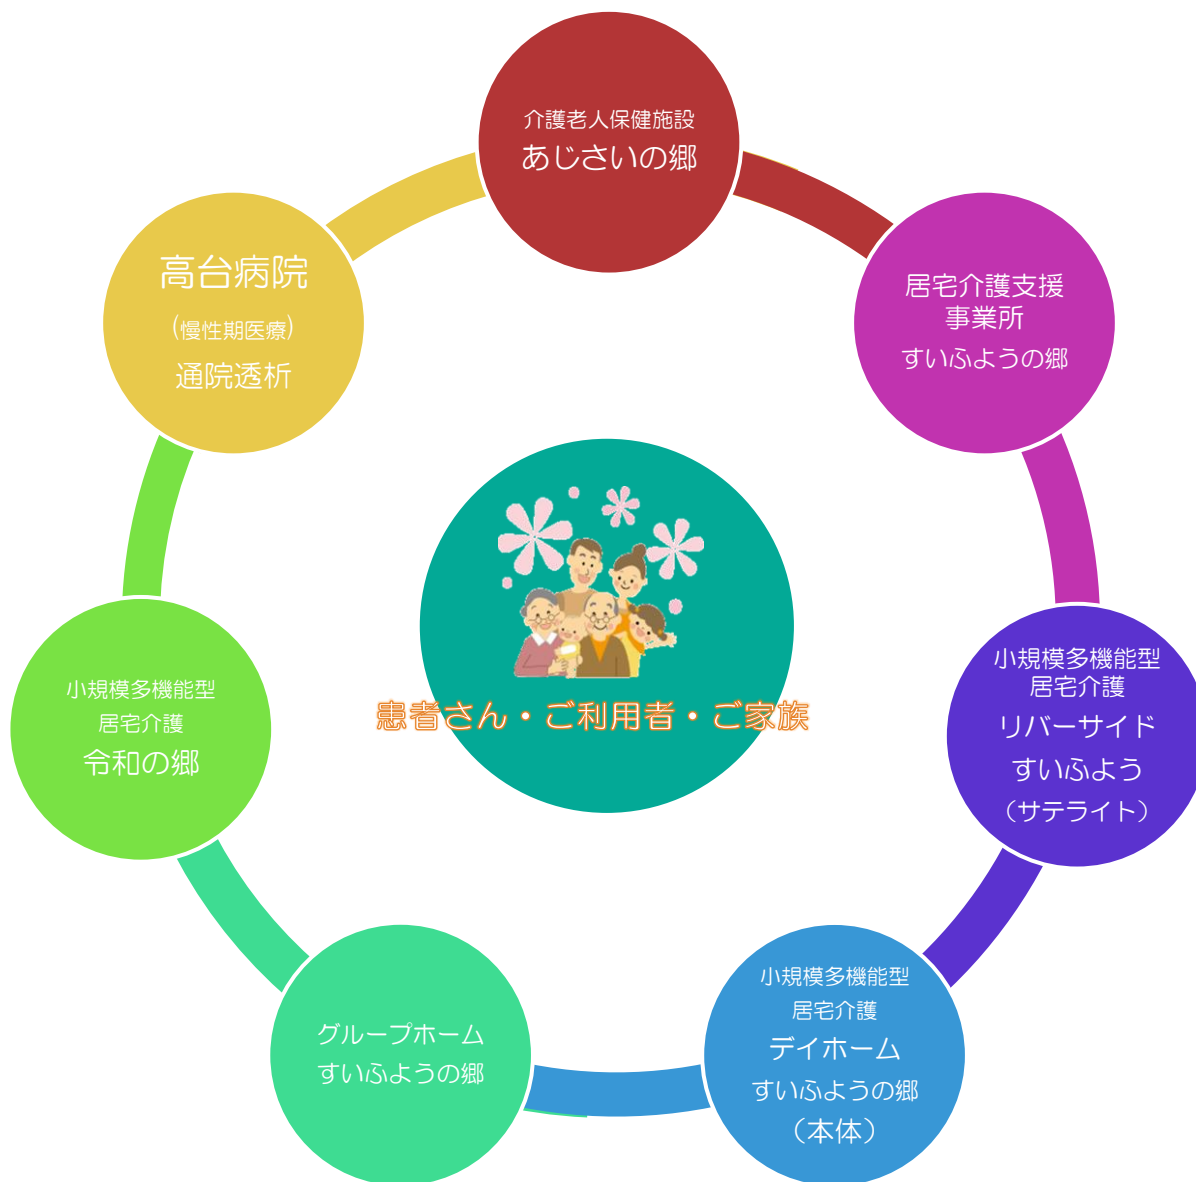 介護老人保健施設
あじさいの郷
居宅介護支援
事業所
すいふようの郷
小規模多機能型
居宅介護
リバーサイド
すいふよう
（サテライト）
小規模多機能型
居宅介護
デイホーム
すいふようの郷
（本体）
グループホーム
すいふようの郷
小規模多機能型
居宅介護
令和の郷
高台病院
(慢性期医療)
通院透析
患者さん・ご利用者・ご家族